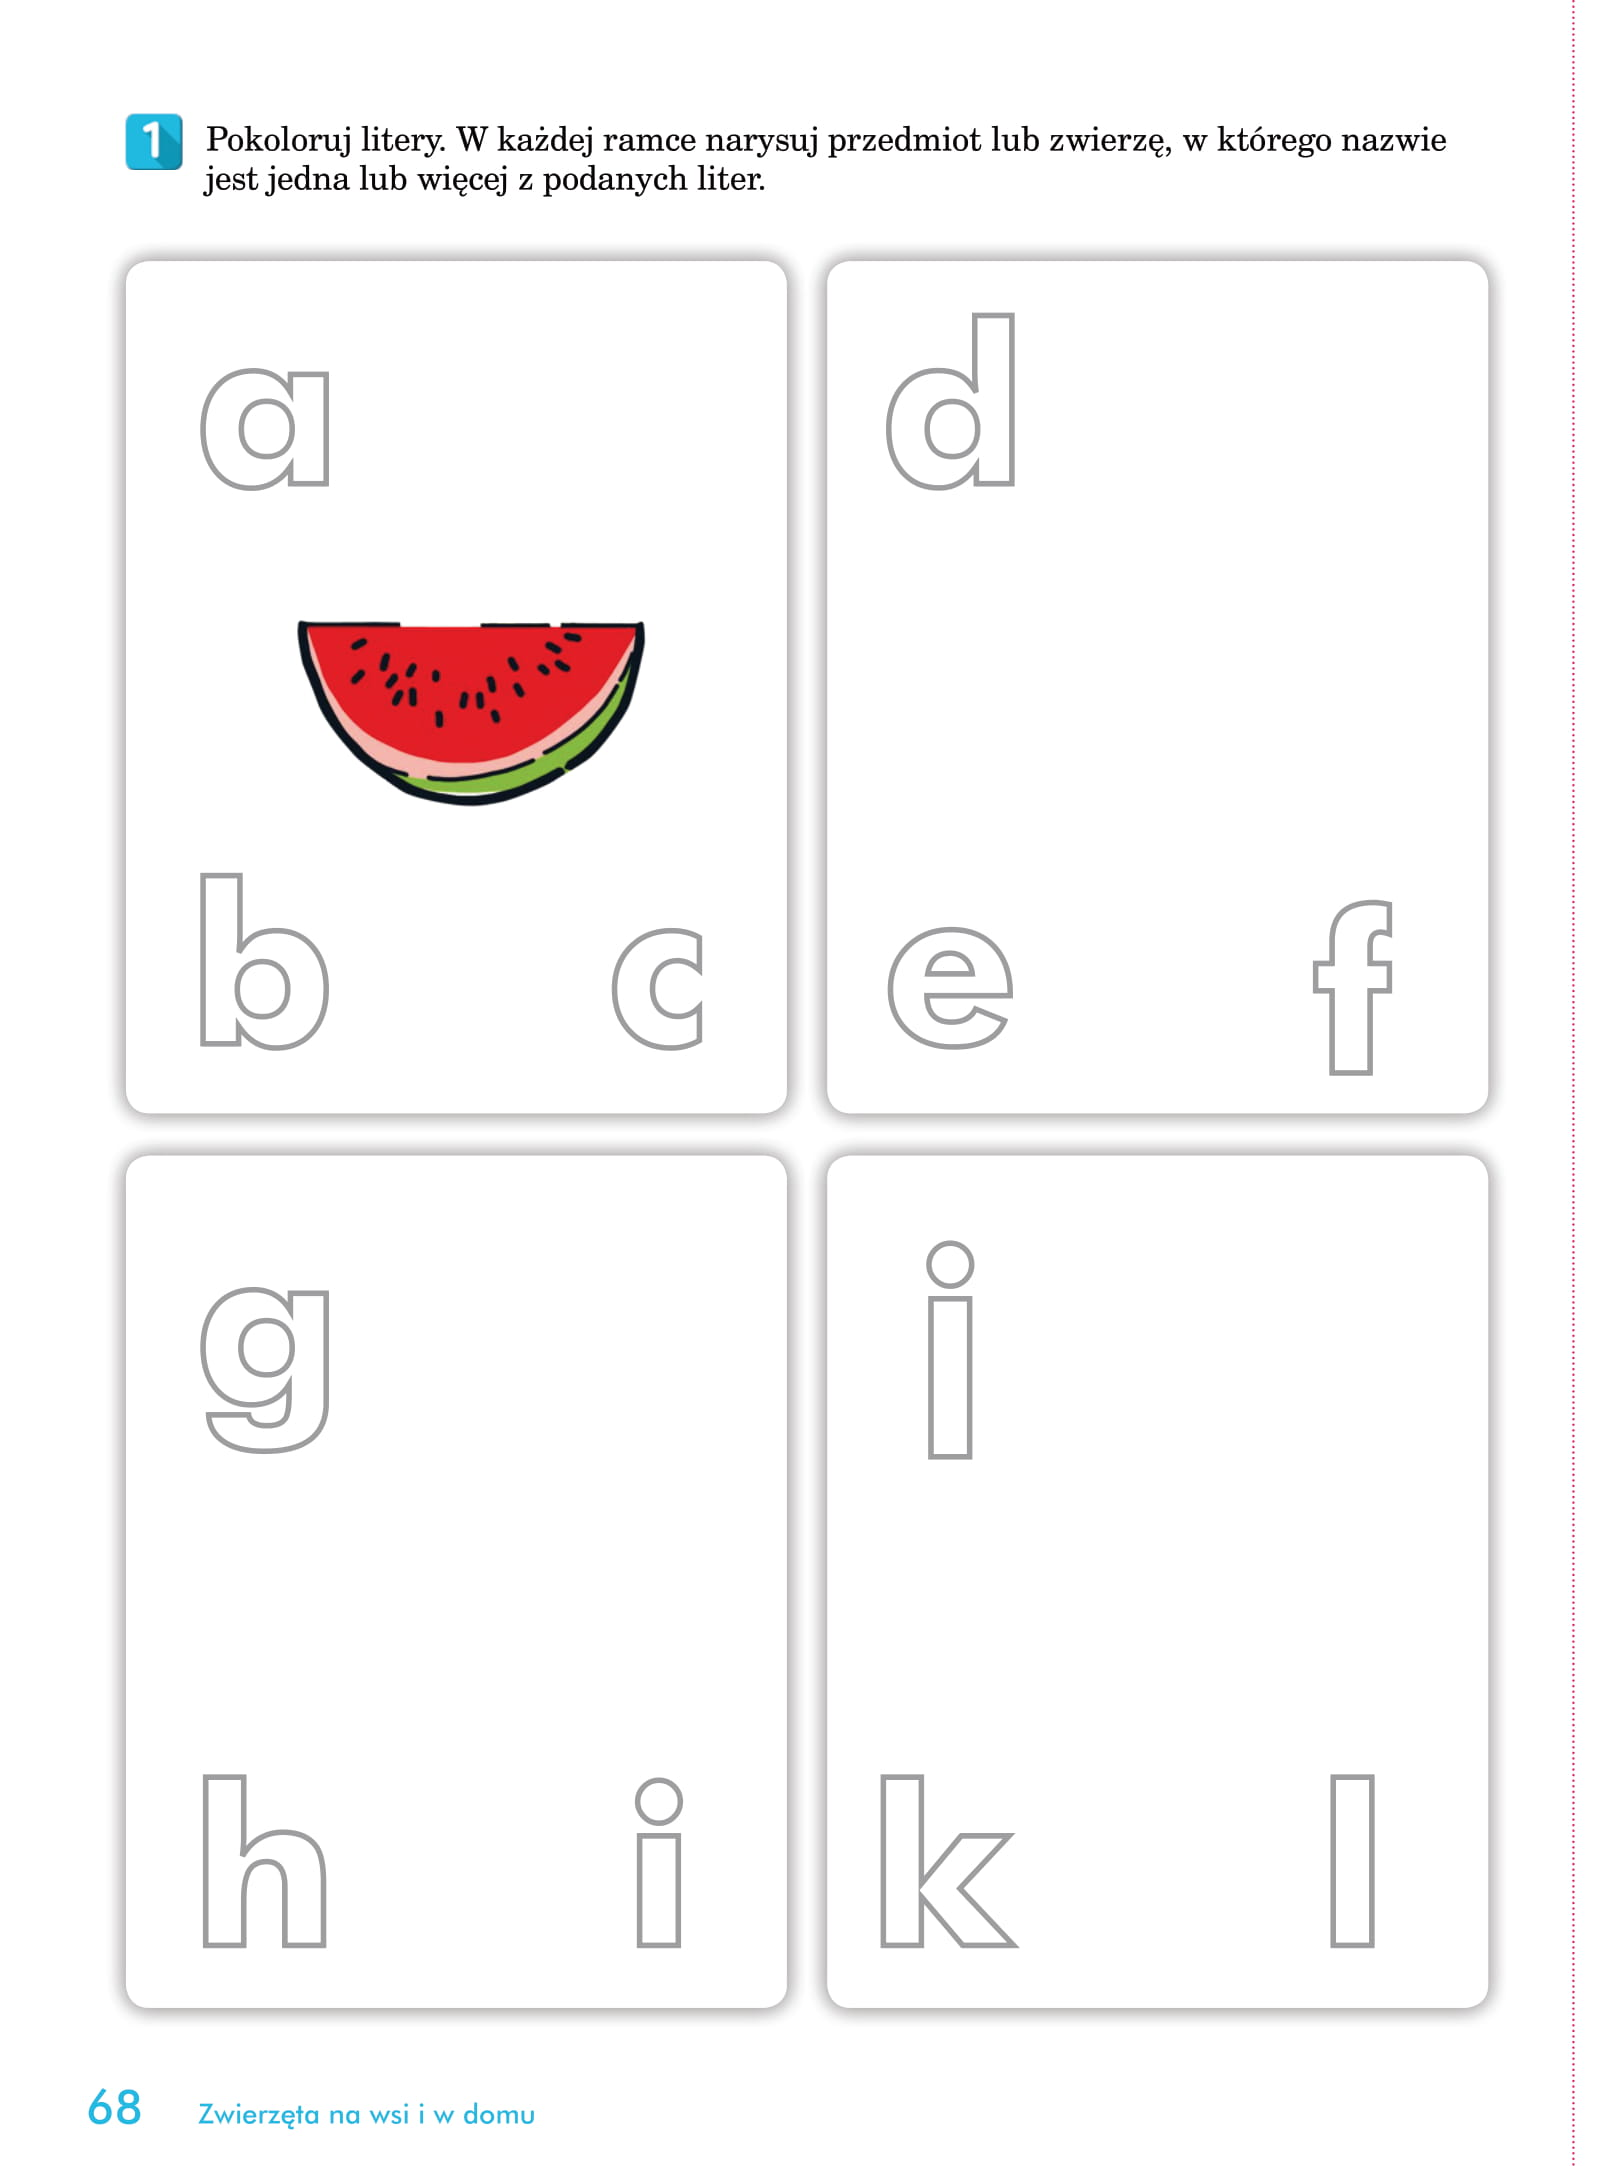 1 Pokoloruj litery. W każdej ramce narysuj przedmiot lub zwierzę, w którego nazwie
jest jedna lub więcej z podanych liter.
a
b c
d
e f
g
h i
i
k l
68 Zwierzęta na wsi i w domu